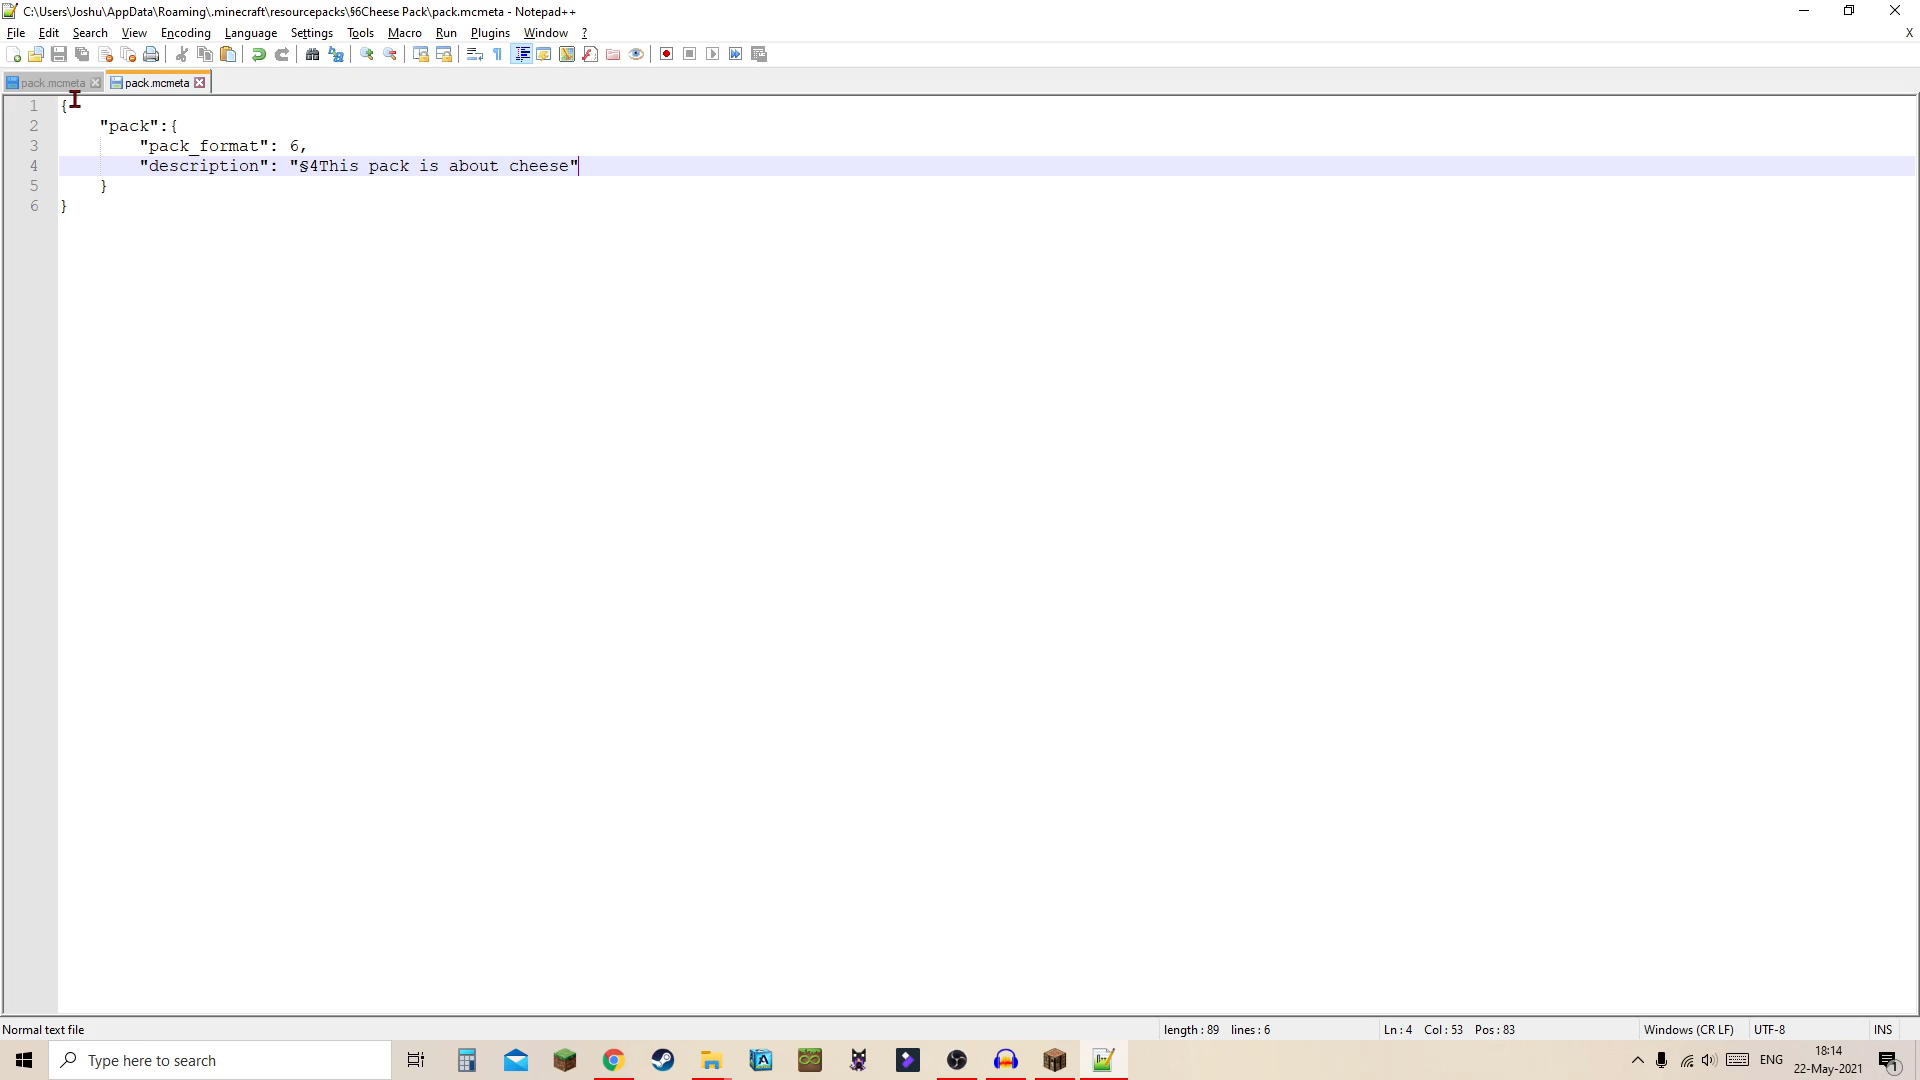 C:\Users\Joshu\AppData\Roaming\.minecraft\resourcepacks\§6Cheese Pack\pack.mcmeta - Notepad++
File Edit Search View Encoding Language Settings Tools Macro Run Plugins Window ? X
pack.mcmeta pack.mcmeta
1 {
2 "pack":{
3 "pack_format": 6,
4 "description": "§4This pack is about cheese"
5 }
6 }
Normal text file length : 89 lines : 6 Ln : 4 Col : 53 Pos : 83 Windows (CR LF) UTF-8 INS
Type here to search ENG 18:14
22-May-2021 1